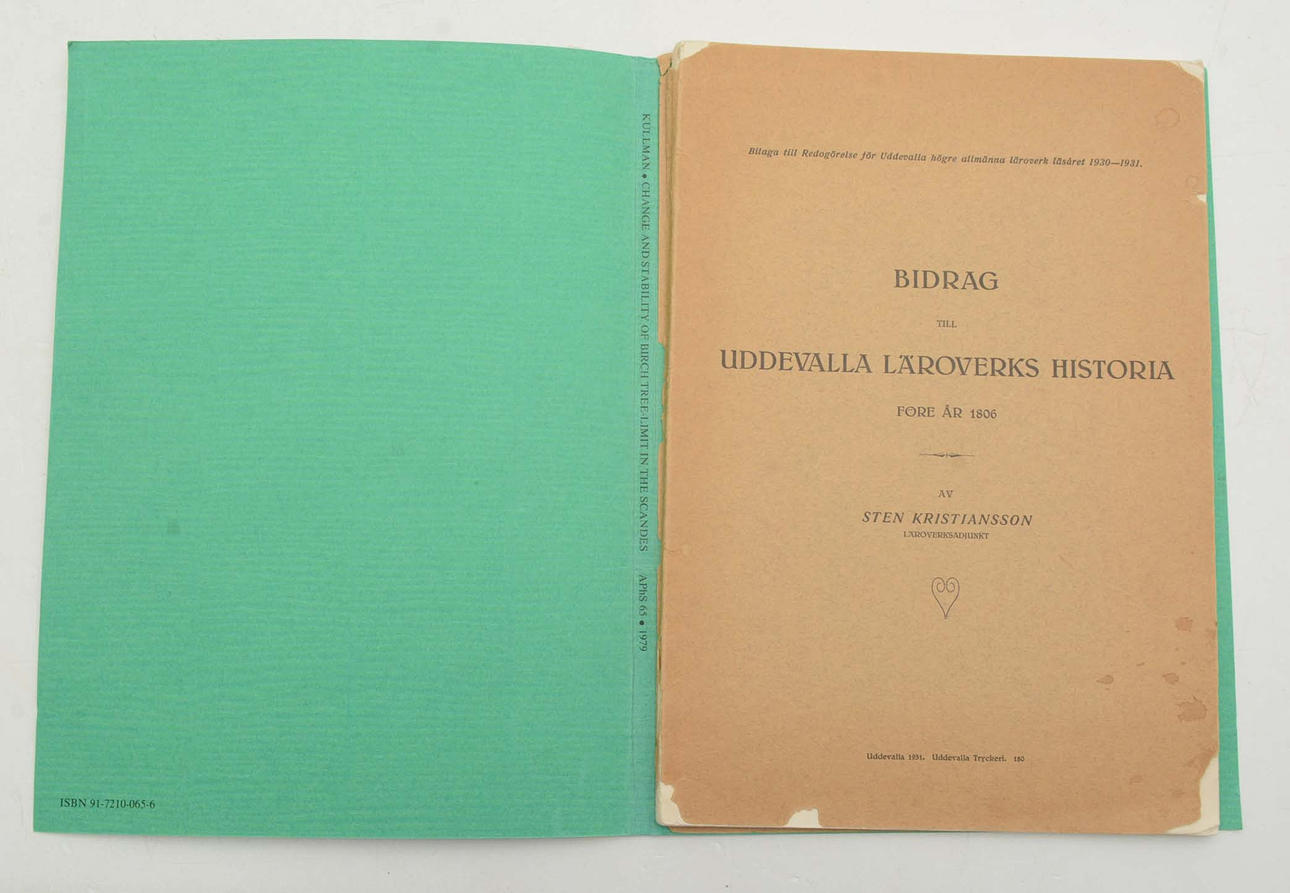 ISBN 91-7210-065-6
KULLMAN • CHANGE AND STABILITY OF BIRCH TREE-LIMIT IN THE SCANDES APhS 65 • 1979
Bilaga till Redogörelse för Uddevalla högre allmänna läroverk läsåret 1930—1931.
BIDRAG
TILL
UDDEVALLA LÄROVERKS HISTORIA
FÖRE ÅR 1806
AV
STEN KRISTIANSSON
LÄROVERKSADJUNKT
Uddevalla 1931. Uddevalla Tryckeri. 180